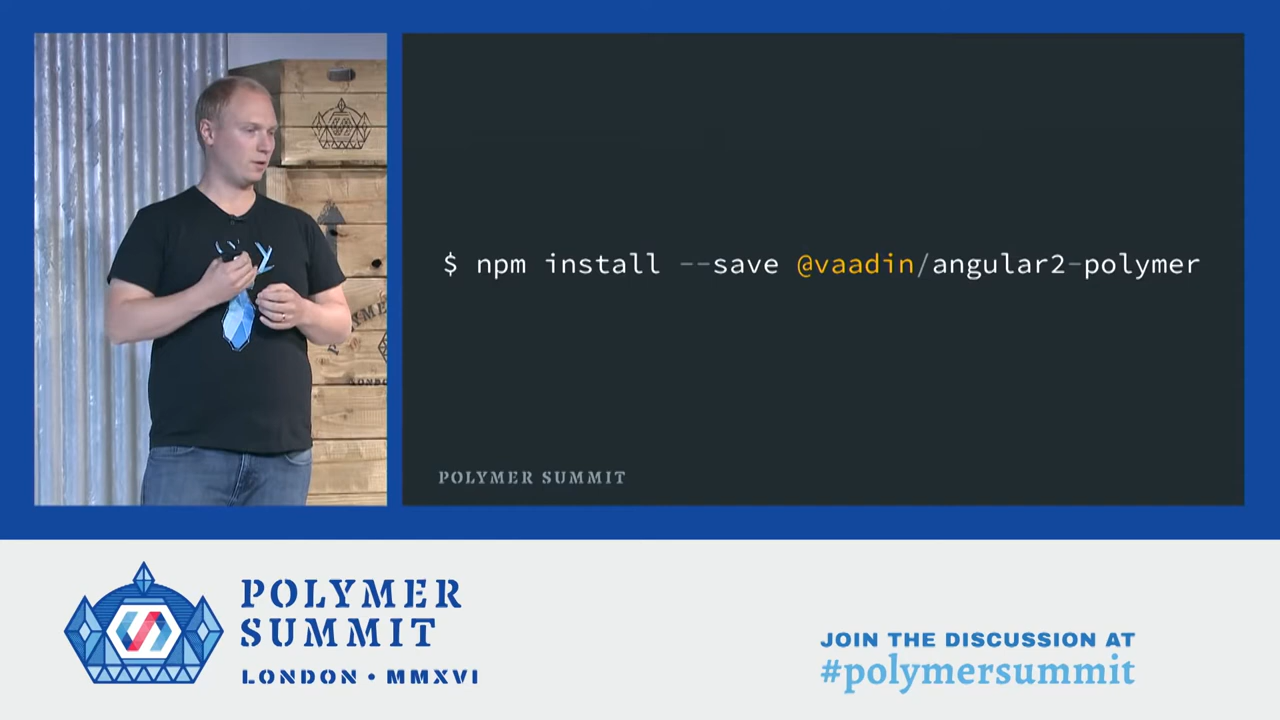 $ npm install --save @vaadin/angular2-polymer
POLYMER SUMMIT
POLYMER
SUMMIT
LONDON • MMXVI
JOIN THE DISCUSSION AT
#polymersummit